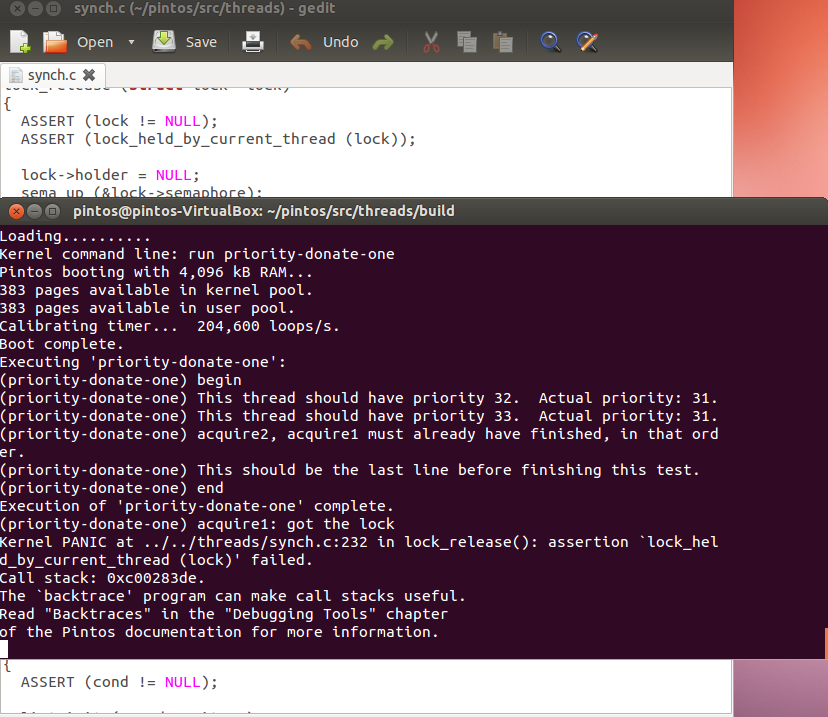 synch.c (~/pintos/src/threads) - gedit
Open Save Undo
synch.c
lock_release (struct lock *lock)
{
ASSERT (lock != NULL);
ASSERT (lock_held_by_current_thread (lock));
lock->holder = NULL;
sema_up (&lock->semaphore);
pintos@pintos-VirtualBox: ~/pintos/src/threads/build
Loading..........
Kernel command line: run priority-donate-one
Pintos booting with 4,096 kB RAM...
383 pages available in kernel pool.
383 pages available in user pool.
Calibrating timer...  204,600 loops/s.
Boot complete.
Executing 'priority-donate-one':
(priority-donate-one) begin
(priority-donate-one) This thread should have priority 32.  Actual priority: 31.
(priority-donate-one) This thread should have priority 33.  Actual priority: 31.
(priority-donate-one) acquire2, acquire1 must already have finished, in that ord
er.
(priority-donate-one) This should be the last line before finishing this test.
(priority-donate-one) end
Execution of 'priority-donate-one' complete.
(priority-donate-one) acquire1: got the lock
Kernel PANIC at ../../threads/synch.c:232 in lock_release(): assertion `lock_hel
d_by_current_thread (lock)' failed.
Call stack: 0xc00283de.
The `backtrace' program can make call stacks useful.
Read "Backtraces" in the "Debugging Tools" chapter
of the Pintos documentation for more information.
{
ASSERT (cond != NULL);